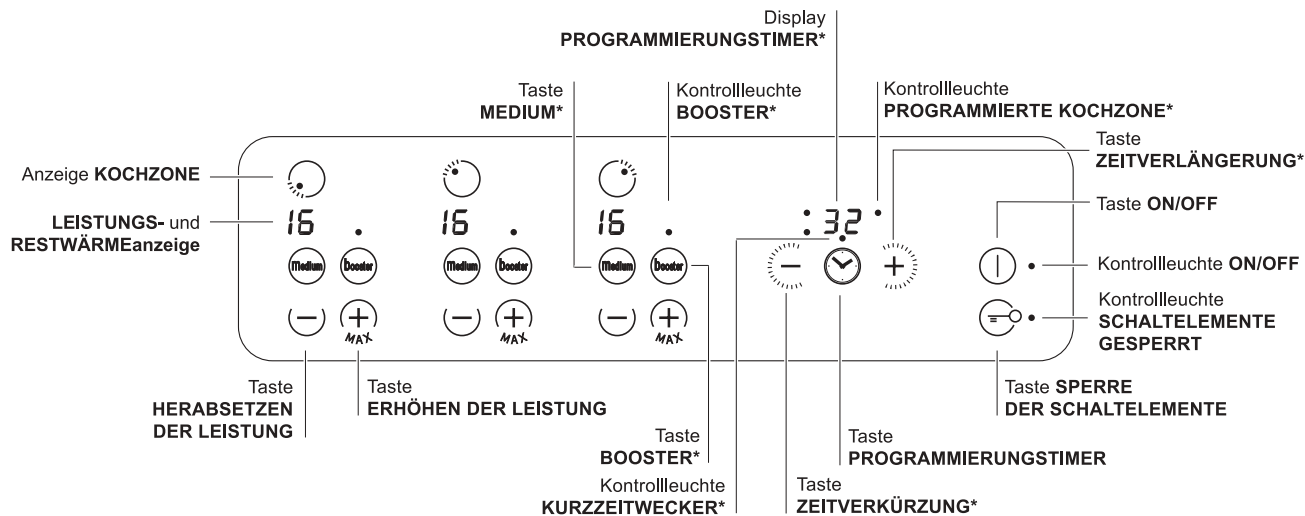 Display
PROGRAMMIERUNGSTIMER*
Taste
MEDIUM*
Kontrollleuchte
BOOSTER*
Kontrollleuchte
PROGRAMMIERTE KOCHZONE*
Taste
ZEITVERLÄNGERUNG*
Anzeige KOCHZONE
Taste ON/OFF
LEISTUNGS- und
RESTWÄRMEanzeige
16 16 16 32
Medium booster Medium booster Medium booster
Kontrollleuchte ON/OFF
Kontrollleuchte
SCHALTELEMENTE
GESPERRT
MAX MAX MAX
Taste
HERABSETZEN
DER LEISTUNG
Taste
ERHÖHEN DER LEISTUNG
Taste SPERRE
DER SCHALTELEMENTE
Taste
BOOSTER*
Taste
PROGRAMMIERUNGSTIMER
Kontrollleuchte
KURZZEITWECKER*
Taste
ZEITVERKÜRZUNG*